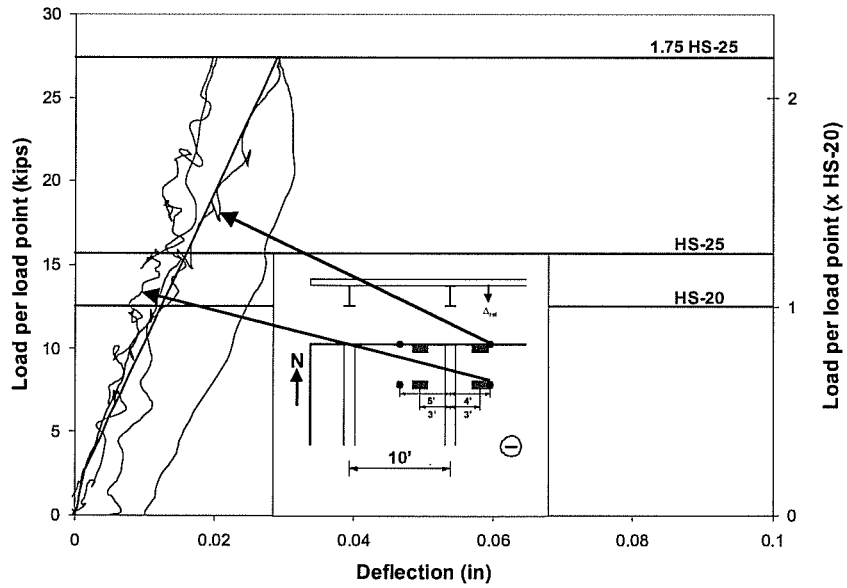 30
25
20
15
10
5
0
Load per load point (kips)
1.75 HS-25
HS-25
HS-20
2
1
0
Load per load point (x HS-20)
Δrel
N
5' 4'
3' 3'
10'
0 0.02 0.04 0.06 0.08 0.1
Deflection (in)